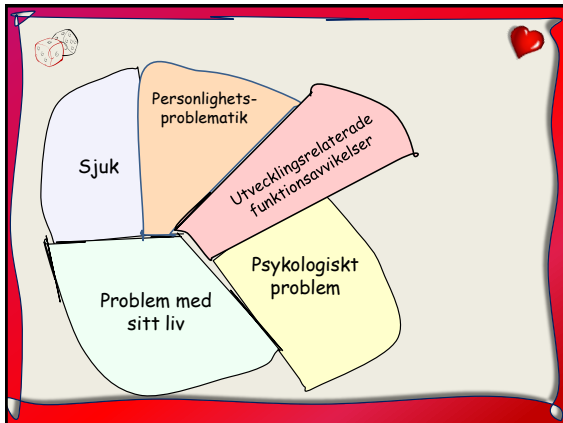 Personlighets-
problematik
Sjuk
Utvecklingsrelaterade
funktionsavvikelser
Psykologiskt
problem
Problem med
sitt liv